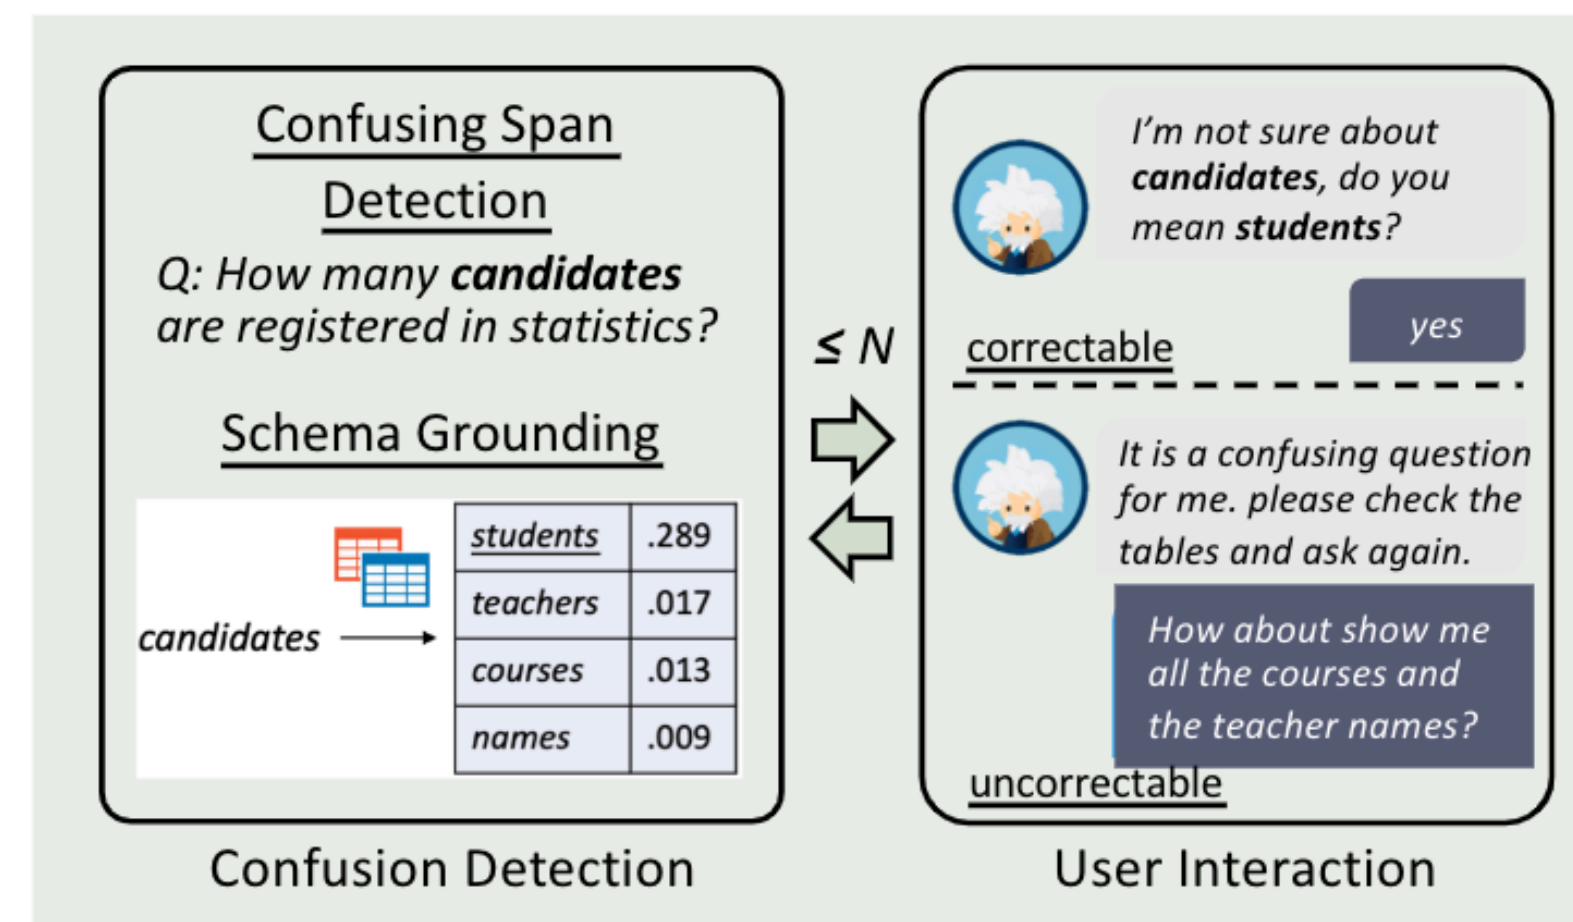 Confusing Span
Detection
Q: How many candidates
are registered in statistics?
Schema Grounding
candidates
students .289
teachers .017
courses .013
names .009
Confusion Detection
≤ N
I'm not sure about
candidates, do you
mean students?
yes
correctable
It is a confusing question
for me. please check the
tables and ask again.
How about show me
all the courses and
the teacher names?
uncorrectable
User Interaction